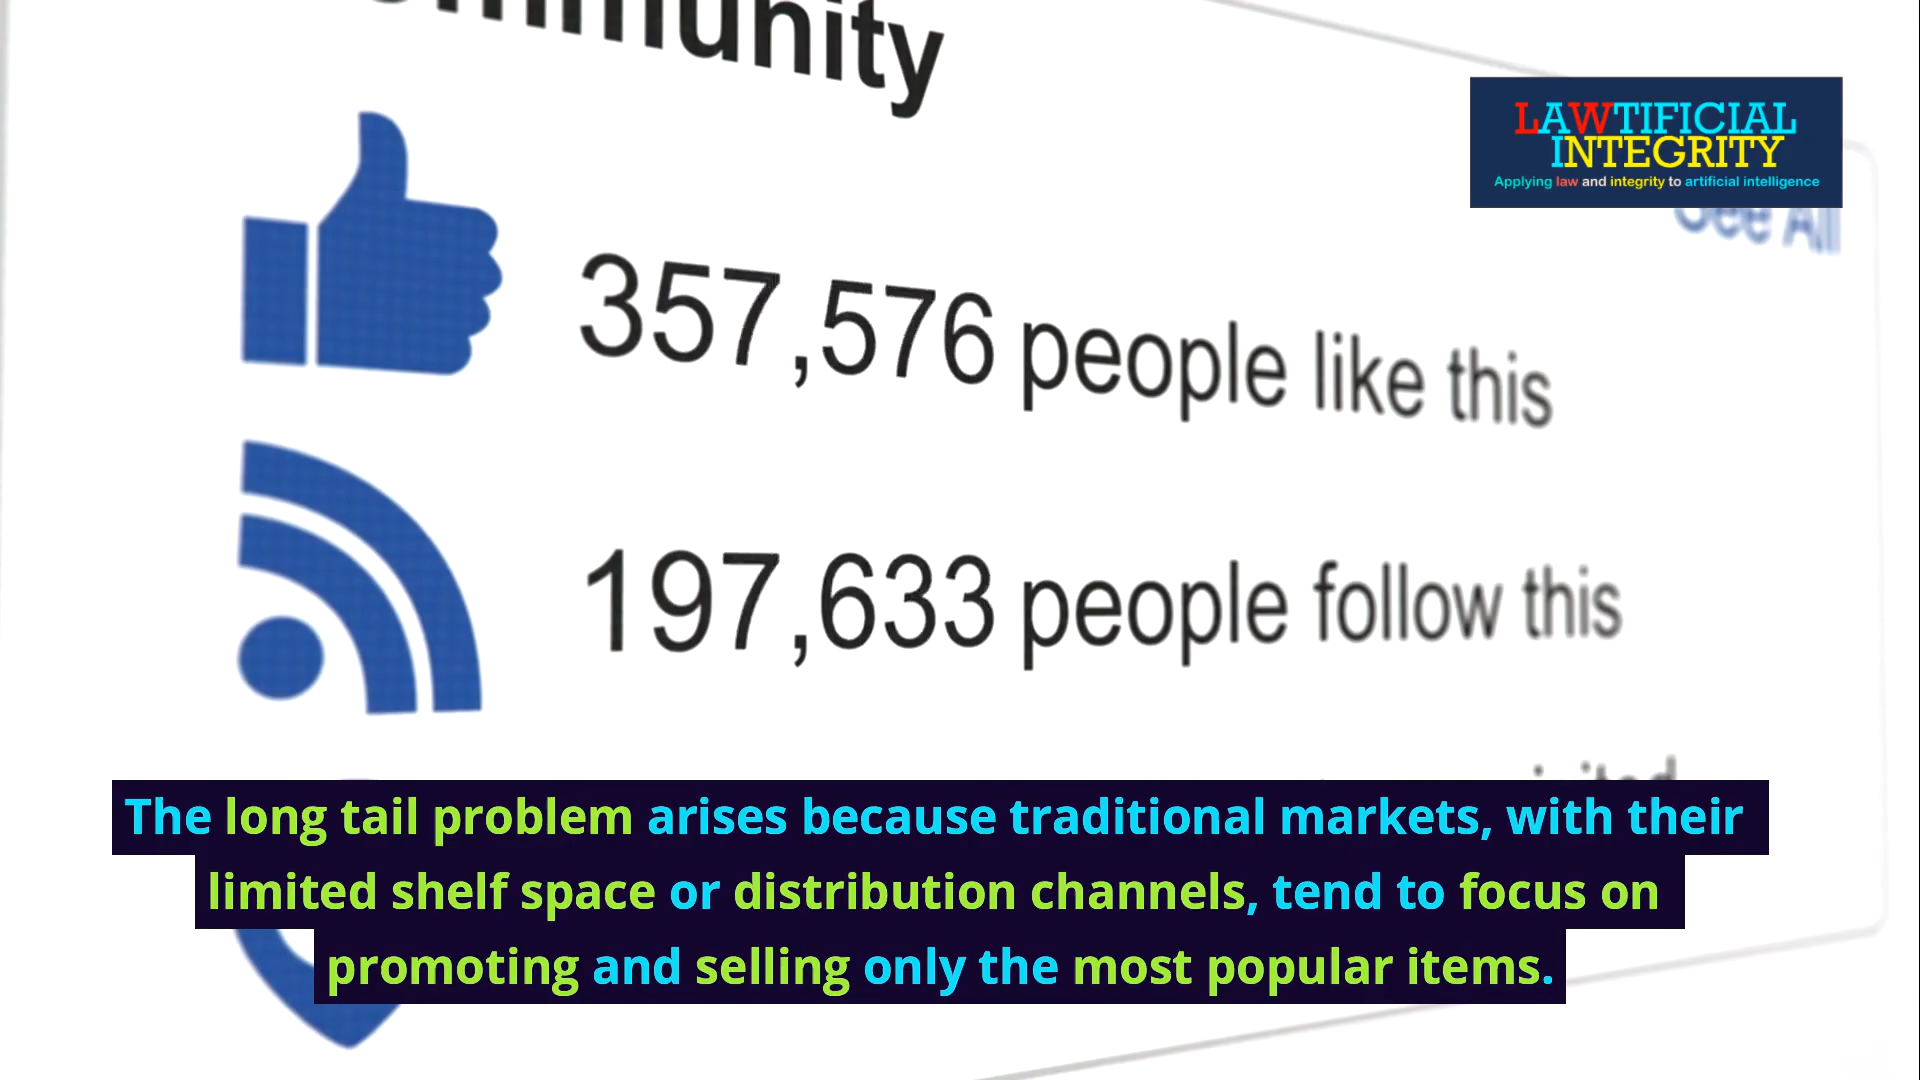 LAWTIFICIAL
INTEGRITY
Applying law and integrity to artificial intelligence
See All
357,576 people like this
197,633 people follow this
The long tail problem arises because traditional markets, with their
limited shelf space or distribution channels, tend to focus on
promoting and selling only the most popular items.